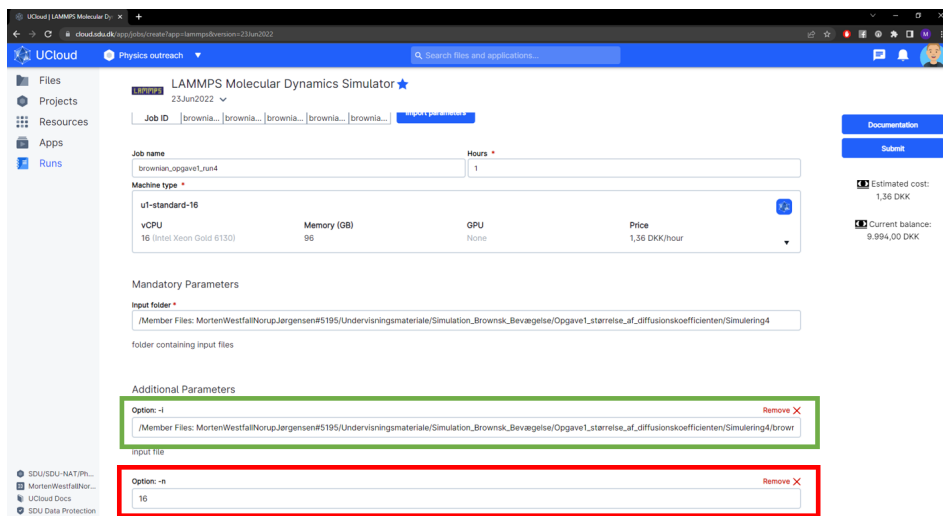 UCloud | LAMMPS Molecular Dy
cloud.sdu.dk/app/jobs/create?app=lammps&version=23Jun2022
UCloud
Physics outreach
Search files and applications...
Files
Projects
Resources
Apps
Runs
LAMMPS
LAMMPS Molecular Dynamics Simulator
23Jun2022
Job ID
brownia...
brownia...
brownia...
brownia...
brownia...
Import parameters
Documentation
Submit
Estimated cost:
1,36 DKK
Current balance:
9.994,00 DKK
Job name
Hours *
brownian_opgave1_run4
1
Machine type *
u1-standard-16
vCPU
Memory (GB)
GPU
Price
16 (Intel Xeon Gold 6130)
96
None
1,36 DKK/hour
Mandatory Parameters
Input folder *
/Member Files: MortenWestfallNorupJørgensen#5195/Undervisningsmateriale/Simulation_Brownsk_Bevægelse/Opgave1_størrelse_af_diffusionskoefficienten/Simulering4
folder containing input files
Additional Parameters
Option: -i
Remove
/Member Files: MortenWestfallNorupJørgensen#5195/Undervisningsmateriale/Simulation_Brownsk_Bevægelse/Opgave1_størrelse_af_diffusionskoefficienten/Simulering4/browr
input file
Option: -n
Remove
16
SDU/SDU-NAT/Ph...
MortenWestfallNor...
UCloud Docs
SDU Data Protection